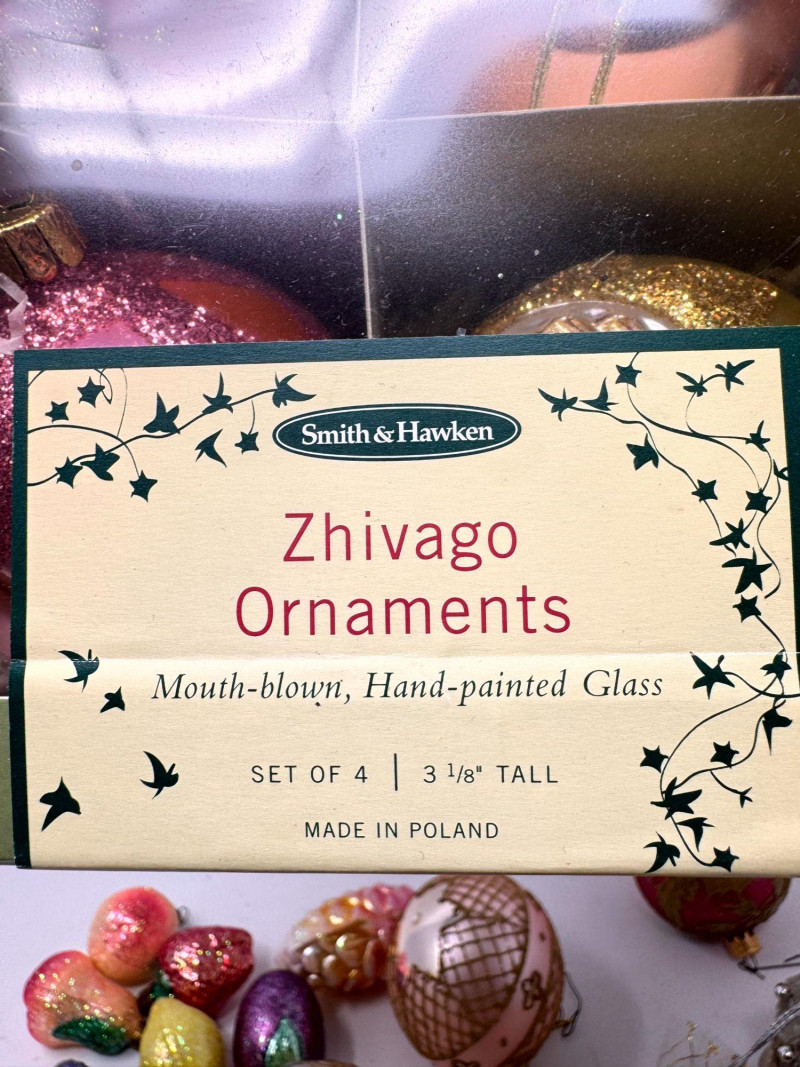 Smith & Hawken
Zhivago
Ornaments
Mouth-blown, Hand-painted Glass
SET OF 4 | 3 1/8" TALL
MADE IN POLAND